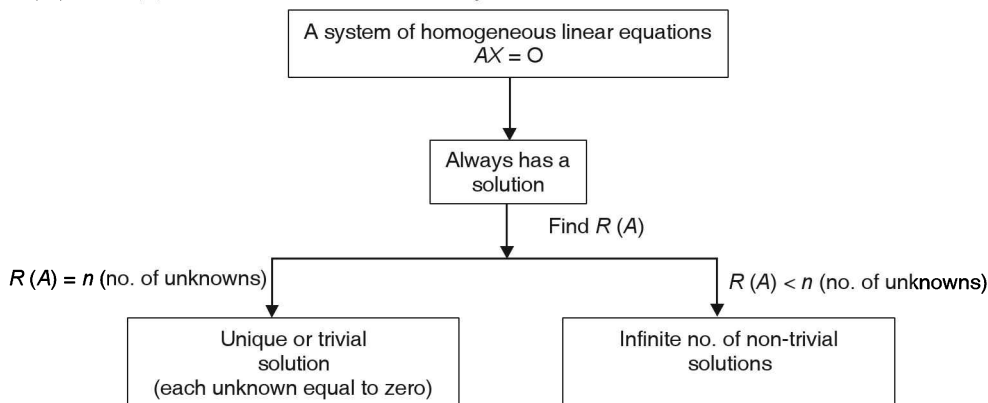 A system of homogeneous linear equations
AX = O
Always has a
solution
Find R (A)
R (A) = n (no. of unknowns)
R (A) < n (no. of unknowns)
Unique or trivial
solution
(each unknown equal to zero)
Infinite no. of non-trivial
solutions